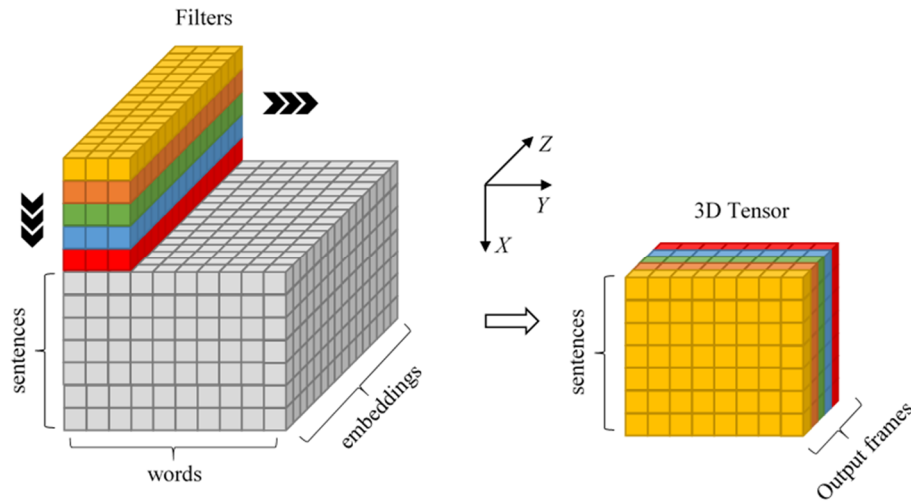 Filters
Z
Y
X
3D Tensor
sentences
embeddings
words
sentences
Output frames